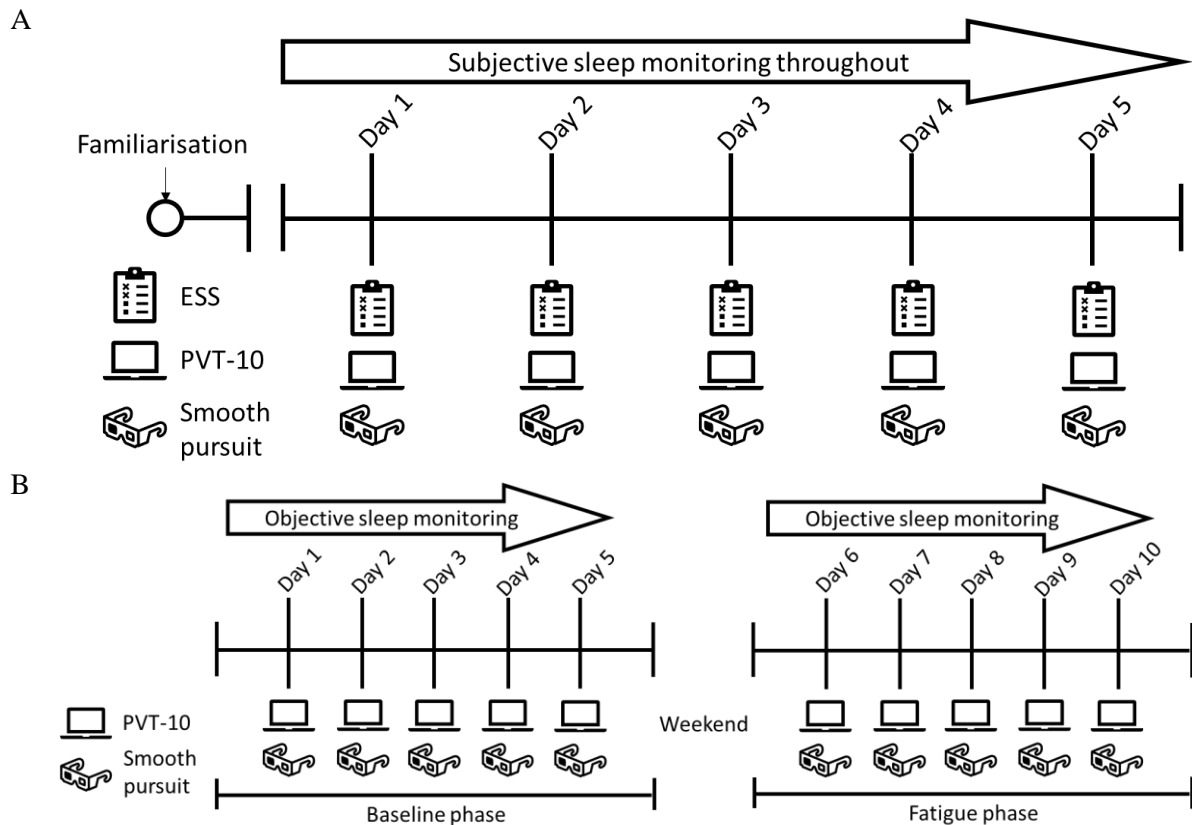 A
Subjective sleep monitoring throughout
Day 1
Day 2
Day 3
Day 4
Day 5
Familiarisation
ESS
PVT-10
Smooth
pursuit
B
Objective sleep monitoring
Objective sleep monitoring
Day 1
Day 2
Day 3
Day 4
Day 5
Day 6
Day 7
Day 8
Day 9
Day 10
PVT-10
Weekend
Smooth
pursuit
Baseline phase
Fatigue phase